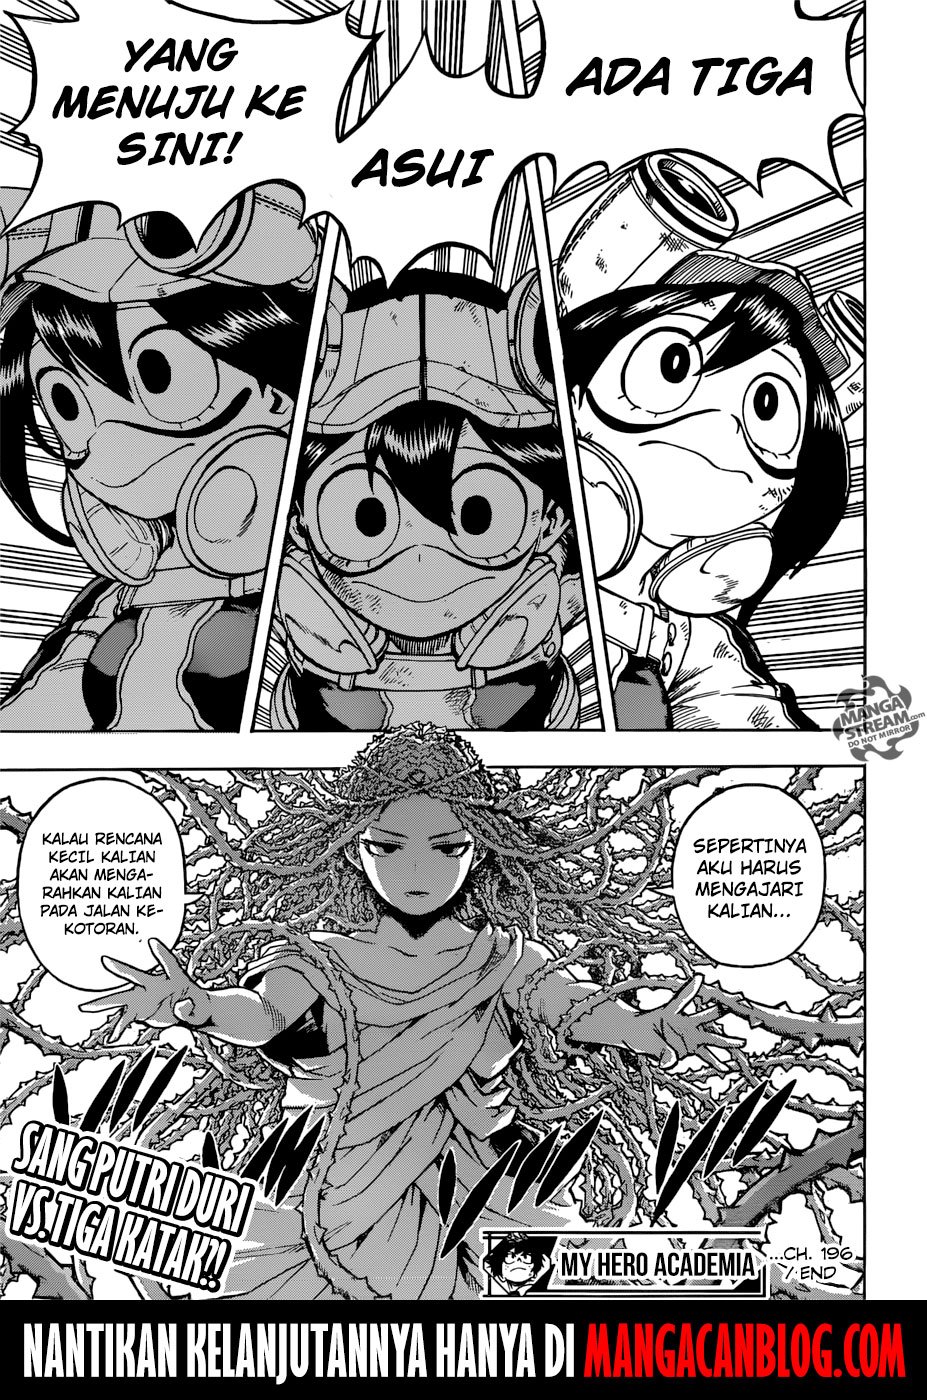 ADA TIGA
ASUI
YANG
MENUJU KE
SINI!
MANGA
STREAM.com
DO NOT MIRROR
SEPERTINYA
AKU HARUS
MENGAJARI
KALIAN...
KALAU RENCANA
KECIL KALIAN
AKAN MENGA-
RAHKAN KALIAN
PADA JALAN KE-
KOTORAN.
SANG PUTRI DURI
VS. TIGA KATAK!!
MY HERO ACADEMIA
...CH. 196
/ END
NANTIKAN KELANJUTANNYA HANYA DI MANGACANBLOG.COM